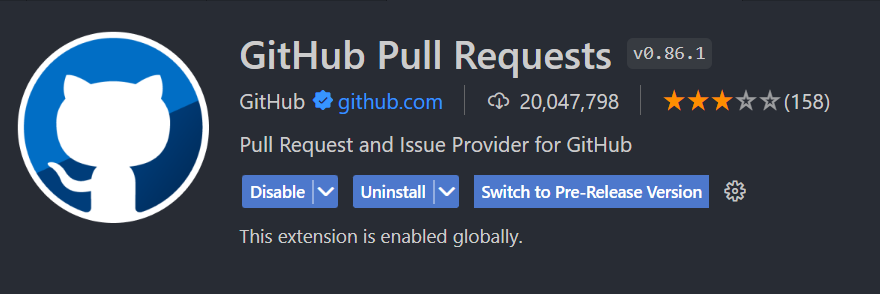 GitHub Pull Requests v0.86.1
GitHub github.com 20,047,798 (158)
Pull Request and Issue Provider for GitHub
Disable Uninstall Switch to Pre-Release Version
This extension is enabled globally.